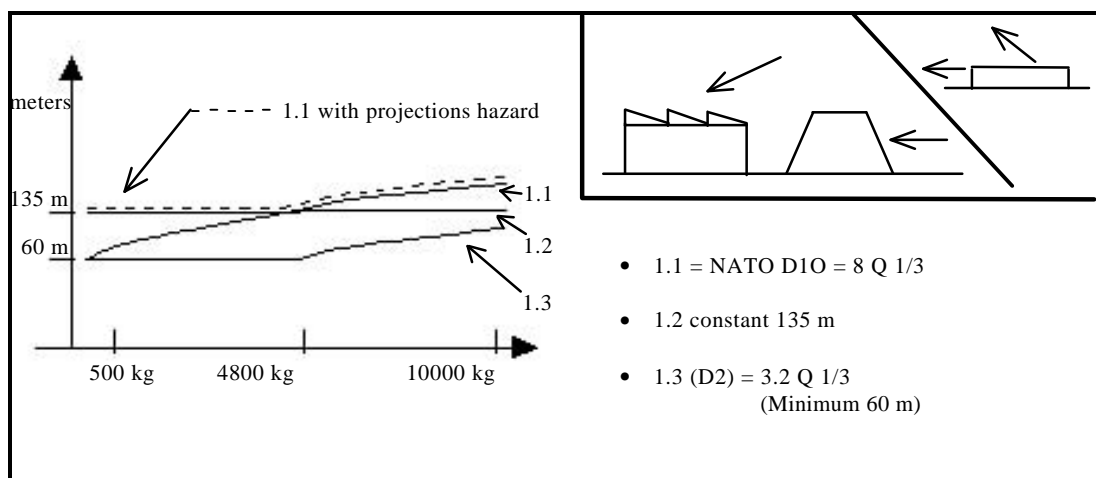 meters
1.1 with projections hazard
135 m
60 m
1.1
1.2
1.3
500 kg 4800 kg 10000 kg
• 1.1 = NATO D1O = 8 Q 1/3
• 1.2 constant 135 m
• 1.3 (D2) = 3.2 Q 1/3
(Minimum 60 m)